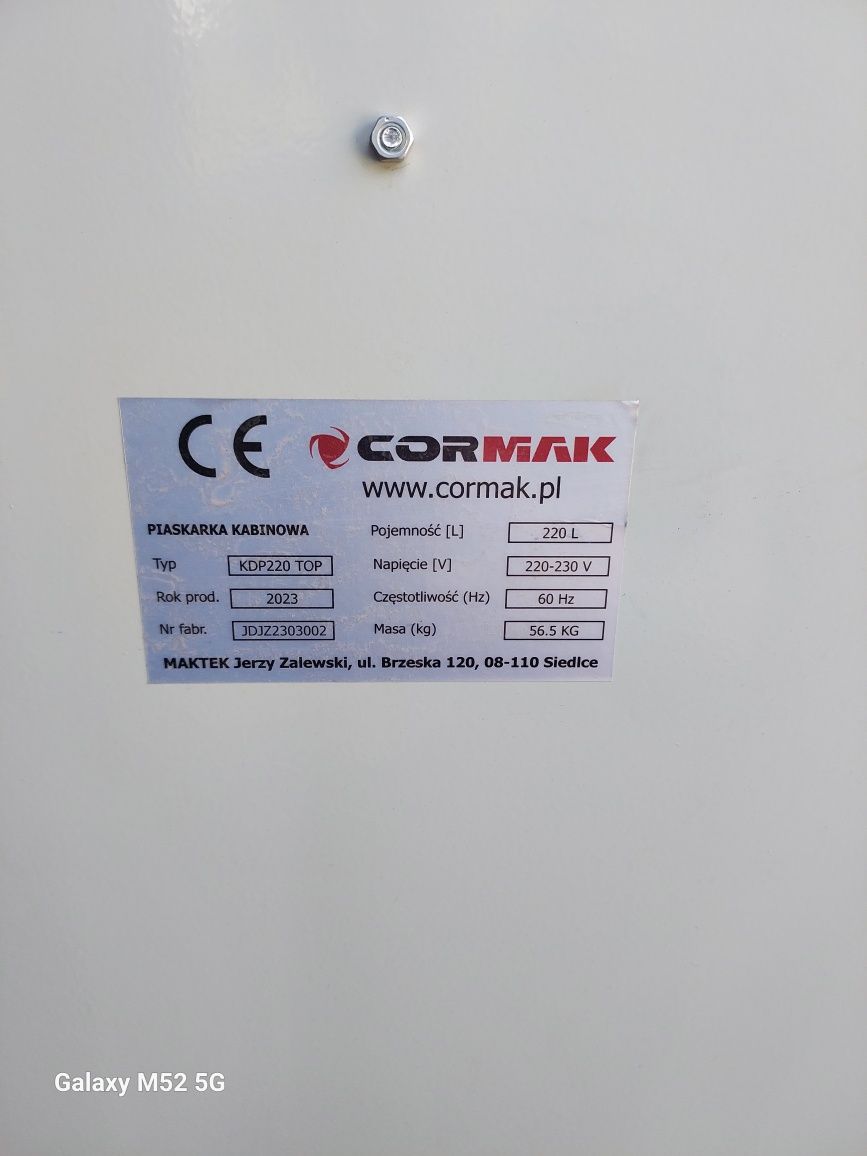 CE CORMAK
www.cormak.pl
PIASKARKA KABINOWA Pojemność [L] 220 L
Typ KDP220 TOP Napięcie [V] 220-230 V
Rok prod. 2023 Częstotliwość (Hz) 60 Hz
Nr fabr. JDJZ2303002 Masa (kg) 56.5 KG
MAKTEK Jerzy Zalewski, ul. Brzeska 120, 08-110 Siedlce
Galaxy M52 5G